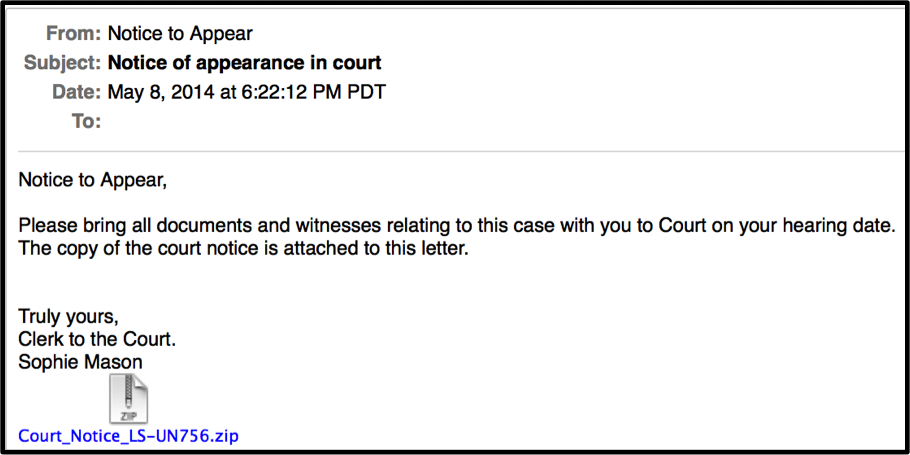 From: Notice to Appear
Subject: Notice of appearance in court
Date: May 8, 2014 at 6:22:12 PM PDT
To:
Notice to Appear,
Please bring all documents and witnesses relating to this case with you to Court on your hearing date.
The copy of the court notice is attached to this letter.
Truly yours,
Clerk to the Court.
Sophie Mason
ZIP
Court_Notice_LS-UN756.zip